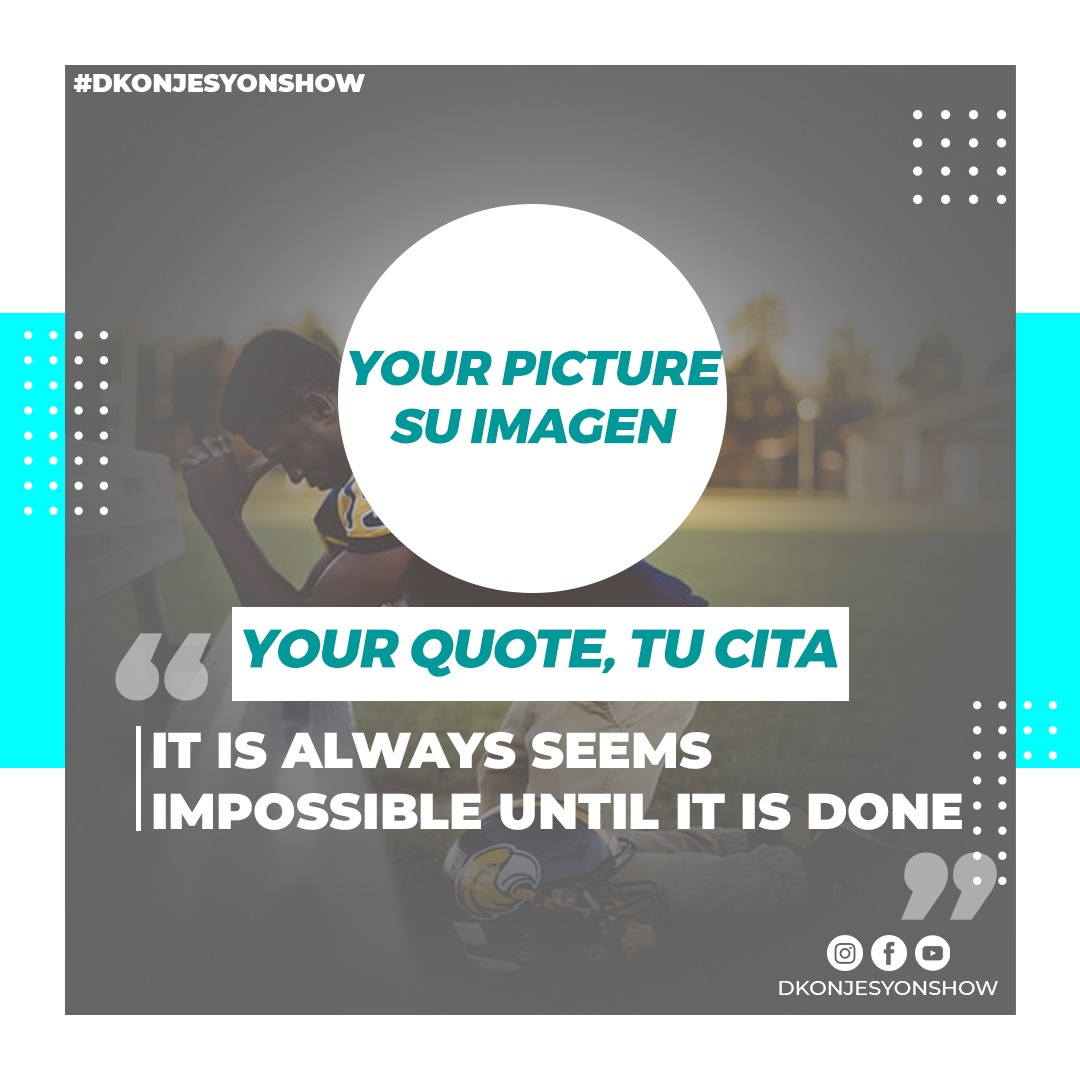 #DKONJESYONSHOW
YOUR PICTURE
SU IMAGEN
YOUR QUOTE, TU CITA
“
IT IS ALWAYS SEEMS
IMPOSSIBLE UNTIL IT IS DONE
”
DKONJESYONSHOW